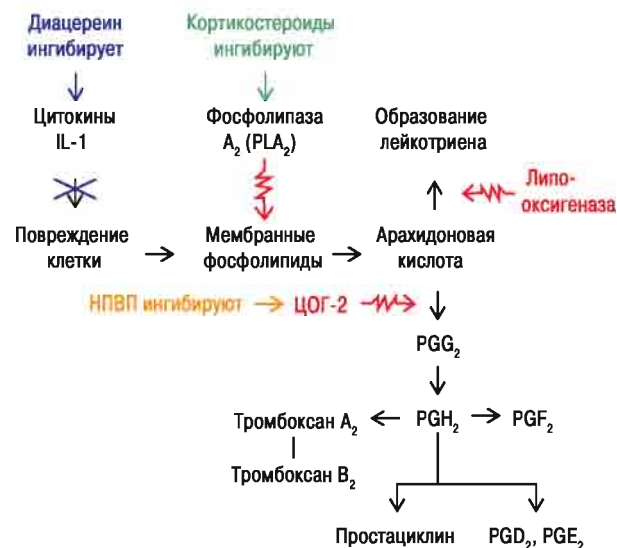 Диацереин
ингибирует
Кортикостероиды
ингибируют
Цитокины
IL-1
Фосфолипаза
A₂ (PLA₂)
Образование
лейкотриена
Липо-
оксигеназа
Повреждение
клетки
Мембранные
фосфолипиды
Арахидоновая
кислота
НПВП ингибируют
ЦОГ-2
PGG₂
Тромбоксан A₂
PGH₂
PGF₂
Тромбоксан B₂
Простациклин
PGD₂, PGE₂